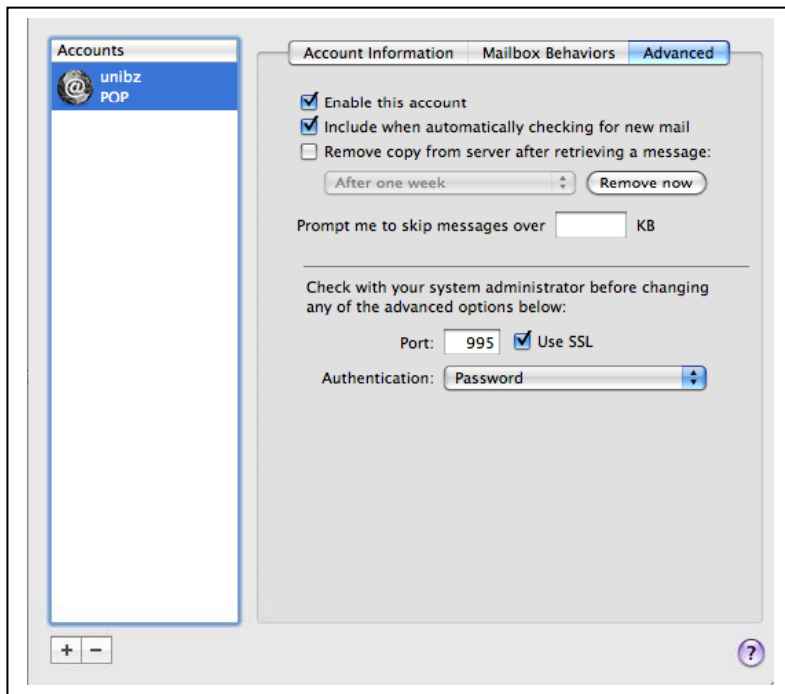 Accounts
unibz
POP
Account Information Mailbox Behaviors Advanced
Enable this account
Include when automatically checking for new mail
Remove copy from server after retrieving a message:
After one week Remove now
Prompt me to skip messages over KB
Check with your system administrator before changing
any of the advanced options below:
Port: 995 Use SSL
Authentication: Password
+ − ?